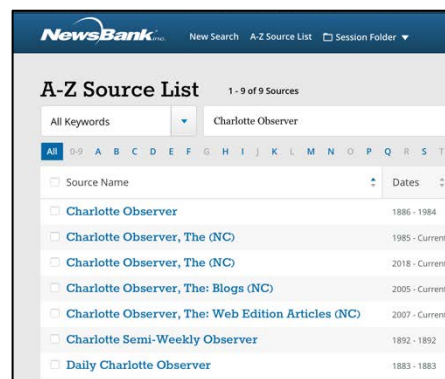 NewsBank inc. New Search A-Z Source List Session Folder
A-Z Source List 1 - 9 of 9 Sources
All Keywords Charlotte Observer
All 0-9 A B C D E F G H I J K L M N O P Q R S T
Source Name Dates
Charlotte Observer 1886 - 1984
Charlotte Observer, The (NC) 1985 - Current
Charlotte Observer, The (NC) 2018 - Current
Charlotte Observer, The: Blogs (NC) 2005 - Current
Charlotte Observer, The: Web Edition Articles (NC) 2007 - Current
Charlotte Semi-Weekly Observer 1892 - 1892
Daily Charlotte Observer 1883 - 1883